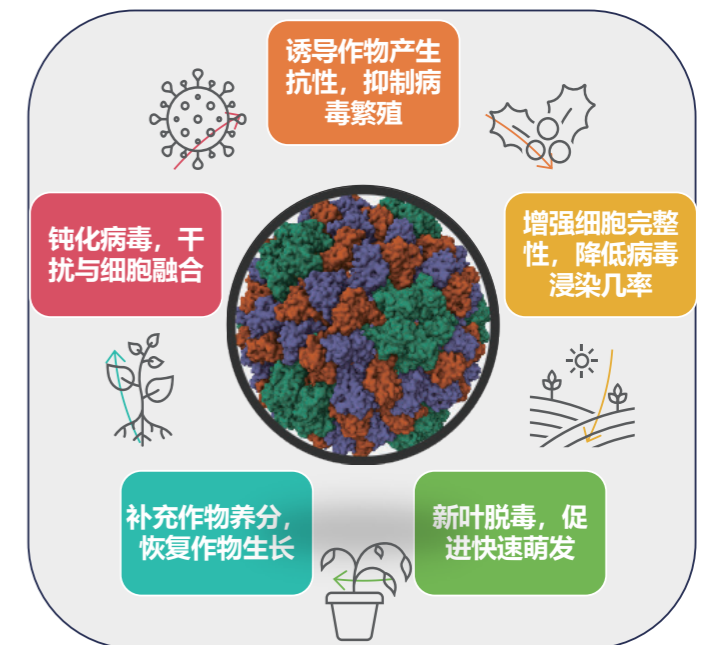 诱导作物产生
抗性，抑制病
毒繁殖
钝化病毒，干
扰与细胞融合
增强细胞完整
性，降低病毒
浸染几率
补充作物养分，
恢复作物生长
新叶脱毒，促
进快速萌发